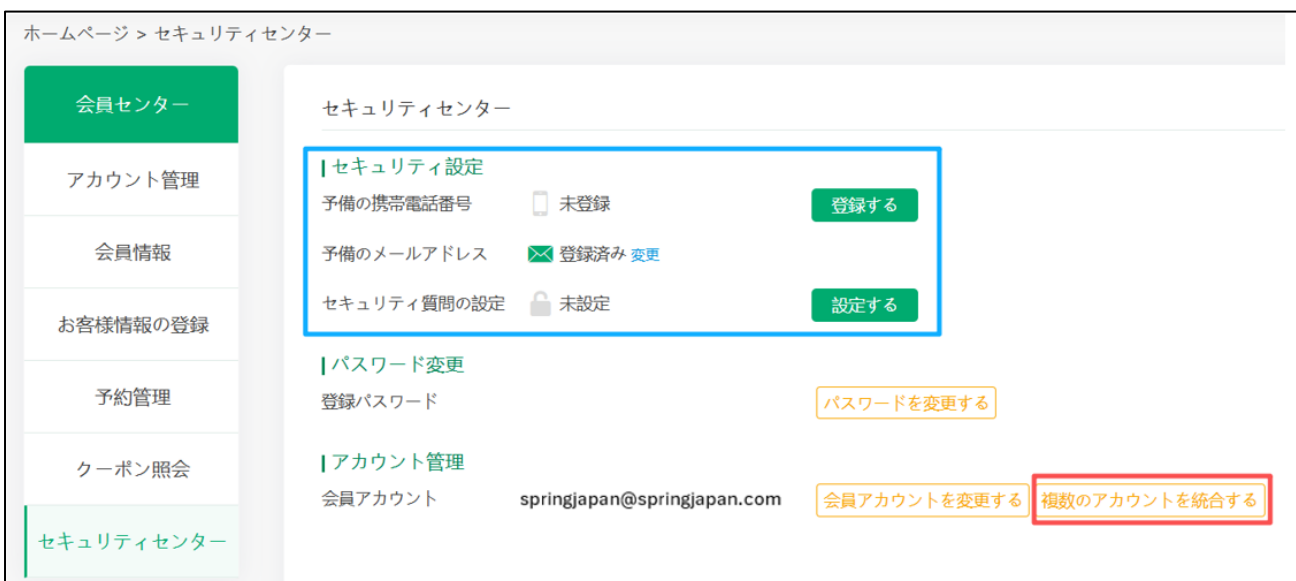 ホームページ > セキュリティセンター
会員センター
アカウント管理
会員情報
お客様情報の登録
予約管理
クーポン照会
セキュリティセンター
セキュリティセンター
セキュリティ設定
予備の携帯電話番号 未登録 登録する
予備のメールアドレス 登録済み 変更
セキュリティ質問の設定 未設定 設定する
パスワード変更
登録パスワード パスワードを変更する
アカウント管理
会員アカウント springjapan@springjapan.com 会員アカウントを変更する 複数のアカウントを統合する